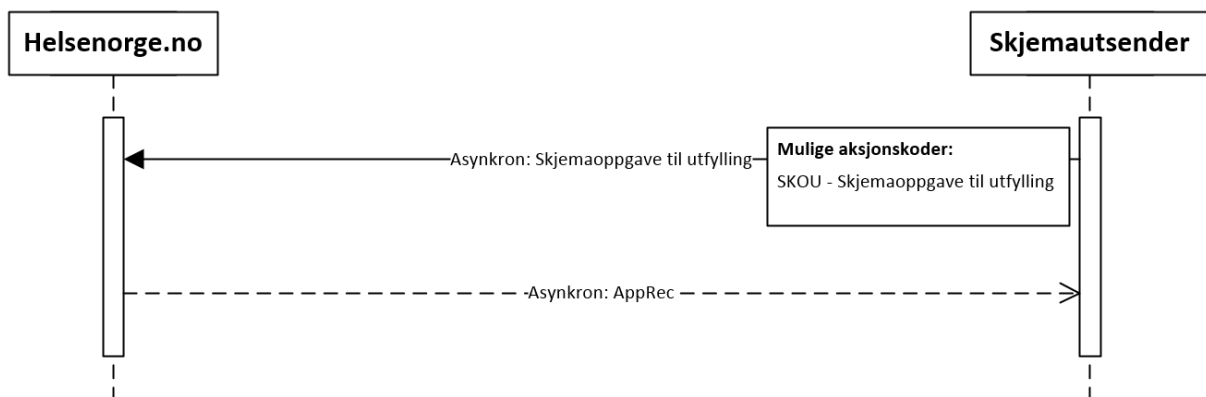 Helsenorge.no
Skjemautsender
Mulige aksjonskoder:
Asynkron: Skjemaoppgave til utfylling
SKOU - Skjemaoppgave til utfylling
Asynkron: AppRec